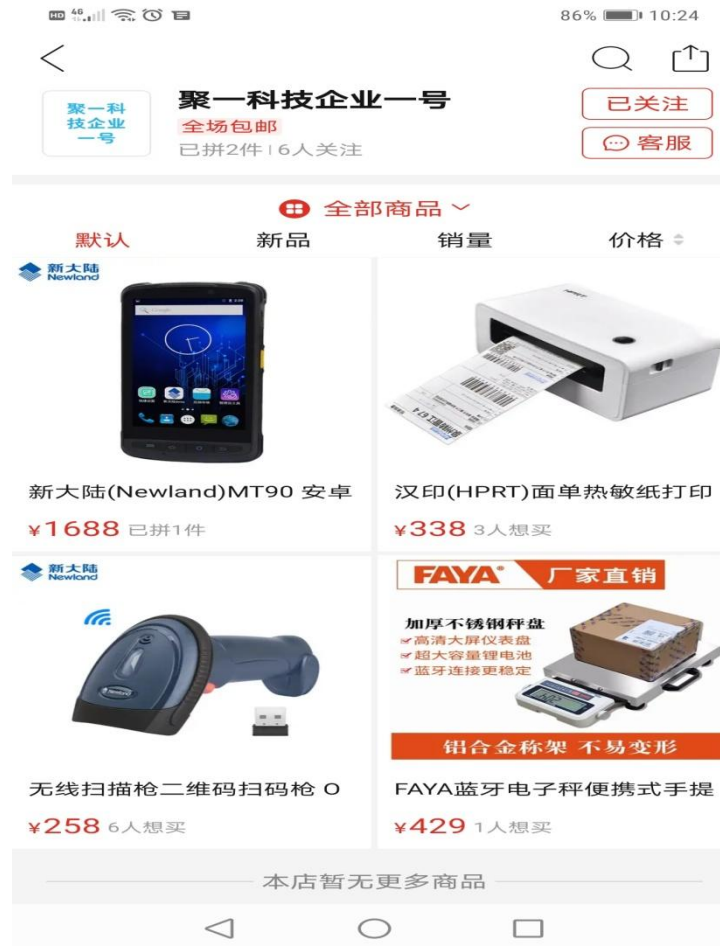 HD 4G 86% 10:24
聚一科技企业一号
聚一科
技企业
一号
全场包邮
已拼2件|6人关注
已关注
客服
全部商品
默认 新品 销量 价格
新大陆
Newland
HPRT
新大陆(Newland)MT90 安卓
¥1688 已拼1件
汉印(HPRT)面单热敏纸打印
¥338 3人想买
新大陆
Newland
无线扫描枪二维码扫码枪 O
¥258 6人想买
FAYA® 厂家直销
加厚不锈钢秤盘
高清大屏仪表盘
超大容量锂电池
蓝牙连接更稳定
铝合金称架 不易变形
FAYA蓝牙电子秤便携式手提
¥429 1人想买
本店暂无更多商品